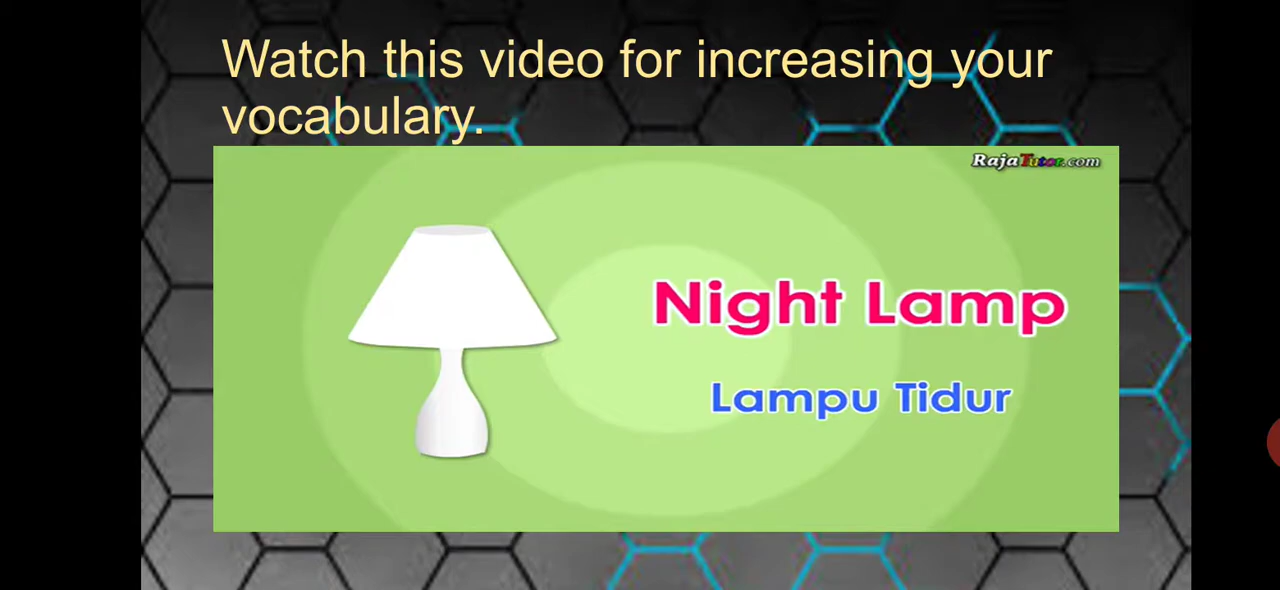 Watch this video for increasing your
vocabulary.
RajaTutor.com
Night Lamp
Lampu Tidur